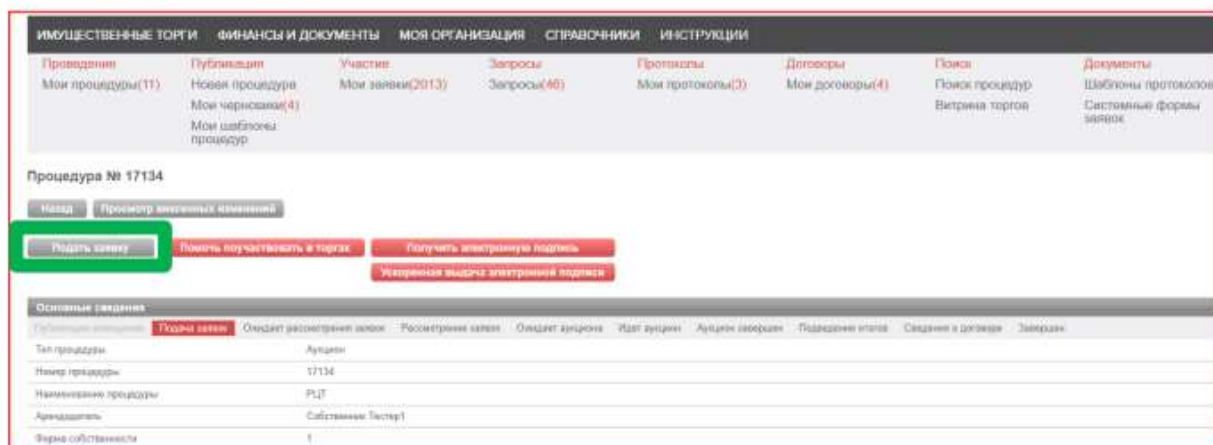 ИМУЩЕСТВЕННЫЕ ТОРГИ ФИНАНСЫ И ДОКУМЕНТЫ МОЯ ОРГАНИЗАЦИЯ СПРАВОЧНИКИ ИНСТРУКЦИИ
Проведение Публикация Участие Запросы Протоколы Договоры Поиск Документы
Мои процедуры(11) Новая процедура Мои заявки(2013) Запросы(46) Мои протоколы(3) Мои договоры(4) Поиск процедур Шаблоны протоколов
Мои черновики(4) Витрина торгов Системные формы заявок
Мои шаблоны процедур
Процедура № 17134
Назад Просмотр внесенных изменений
Подать заявку Помочь поучаствовать в торгах Получить электронную подпись
Ускоренная выдача электронной подписи
Основные сведения
Публикация извещения Подача заявок Ожидает рассмотрения заявок Рассмотрение заявок Ожидает аукциона Идет аукцион Аукцион завершен Подведение итогов Сведения о договоре Завершен
Тип процедуры Аукцион
Номер процедуры 17134
Наименование процедуры РЦТ
Арендодатель Собственник Тестер1
Форма собственности 1